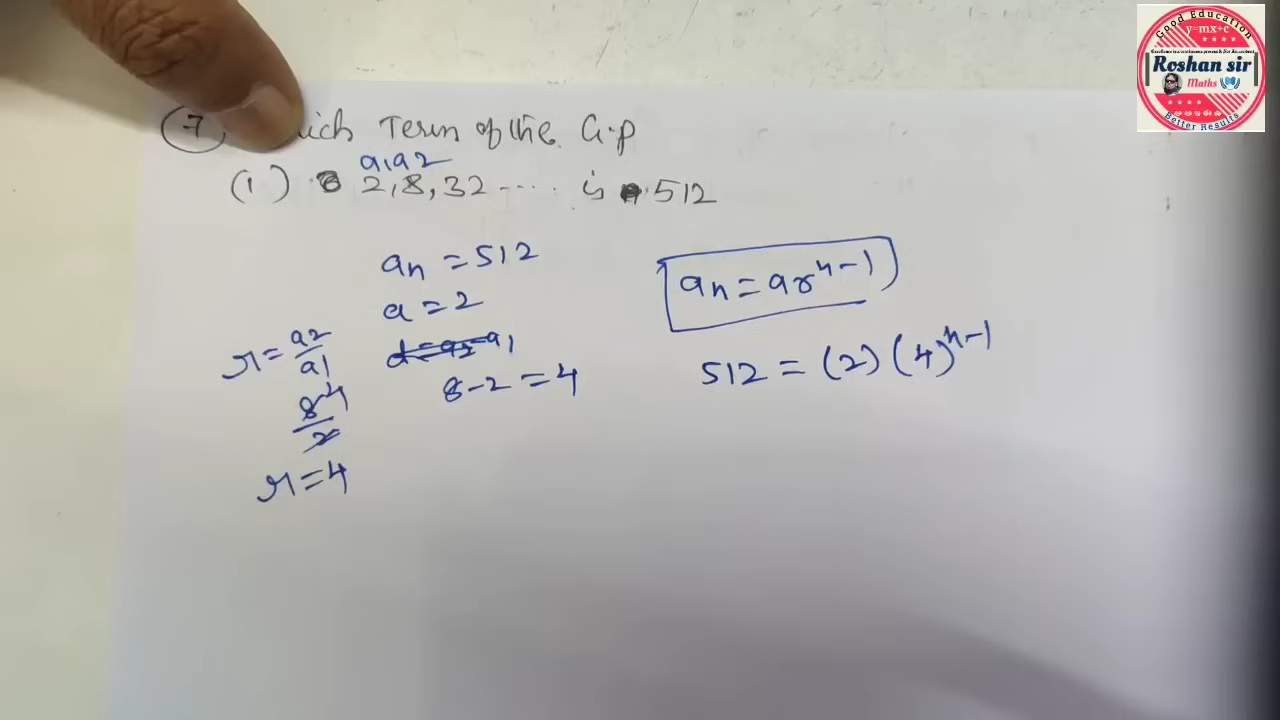 7 ich Term of the G.P
a1 a2
(1) 2, 8, 32 .... is 512
an = 512
a = 2
8 - 2 = 4
r = a2/a1
8/2 4
r = 4
an = ar^n-1
512 = (2) (4)^n-1
Good Education
y=mx+c
Roshan sir
Maths
Better Results